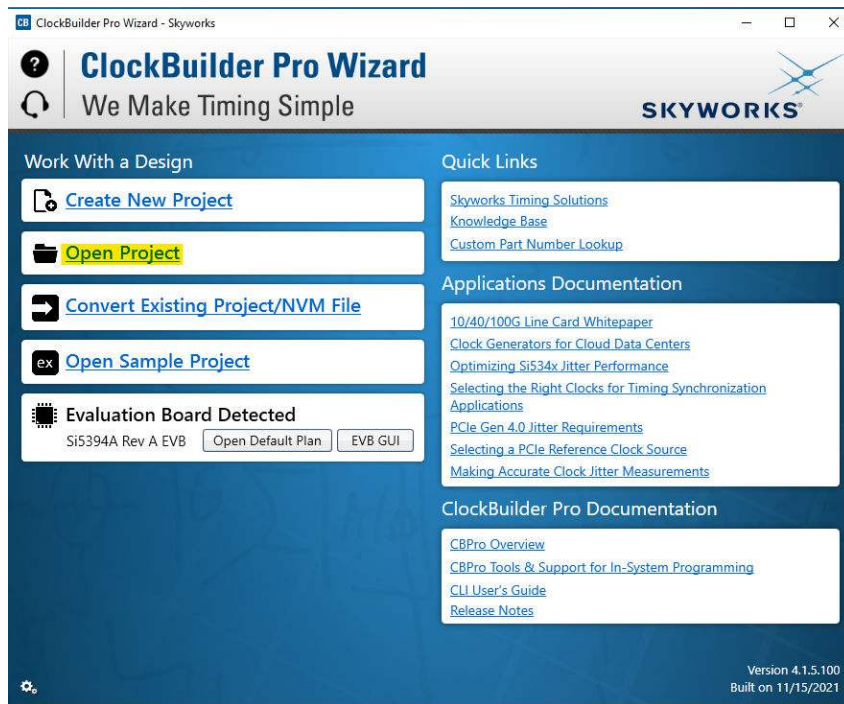 CB ClockBuilder Pro Wizard - Skyworks
? ClockBuilder Pro Wizard
We Make Timing Simple
SKYWORKS®
Work With a Design
Create New Project
Open Project
Convert Existing Project/NVM File
ex Open Sample Project
Evaluation Board Detected
Si5394A Rev A EVB Open Default Plan EVB GUI
Quick Links
Skyworks Timing Solutions
Knowledge Base
Custom Part Number Lookup
Applications Documentation
10/40/100G Line Card Whitepaper
Clock Generators for Cloud Data Centers
Optimizing Si534x Jitter Performance
Selecting the Right Clocks for Timing Synchronization
Applications
PCIe Gen 4.0 Jitter Requirements
Selecting a PCIe Reference Clock Source
Making Accurate Clock Jitter Measurements
ClockBuilder Pro Documentation
CBPro Overview
CBPro Tools & Support for In-System Programming
CLI User's Guide
Release Notes
Version 4.1.5.100
Built on 11/15/2021